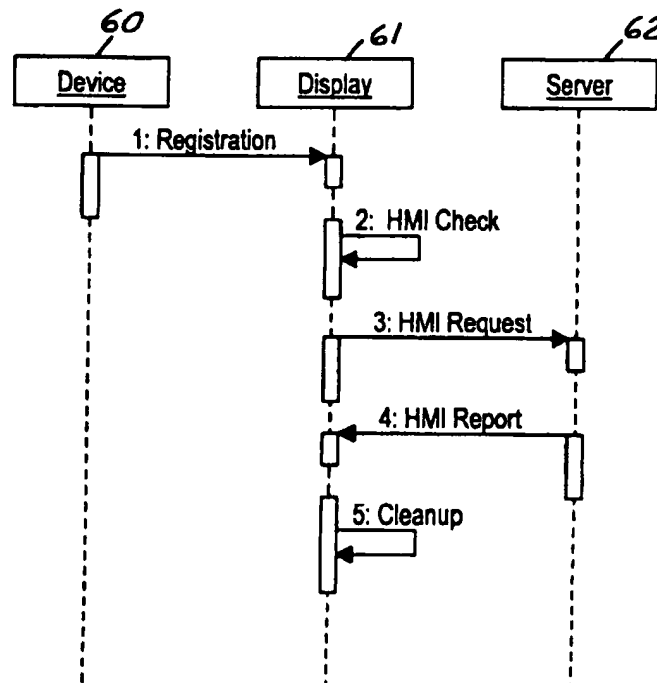 60
61
62
Device
Display
Server
1: Registration
2: HMI Check
3: HMI Request
4: HMI Report
5: Cleanup